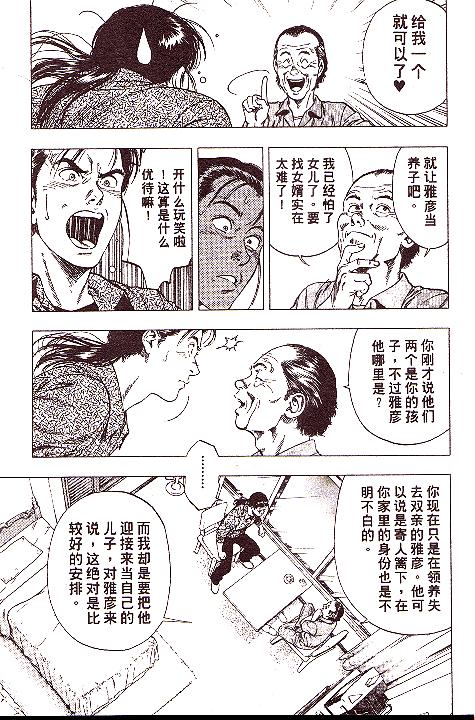 给我一个
就可以了♥
就让雅彦当
养子吧。
我已经怕了
女儿了。要
找女婿实在
太难了！
开什么玩笑啦
！这算是什么
优待嘛！
你刚才说他们
两个是你的孩
子，不过雅彦
他哪里是？
………
你现在只是在领养失
去双亲的雅彦。他可
以说是寄人篱下，在
你家里的身份也是不
明不白的。
而我却是要把他
迎接来当自己的
儿子，对雅彦来
说，这绝对是比
较好的安排。